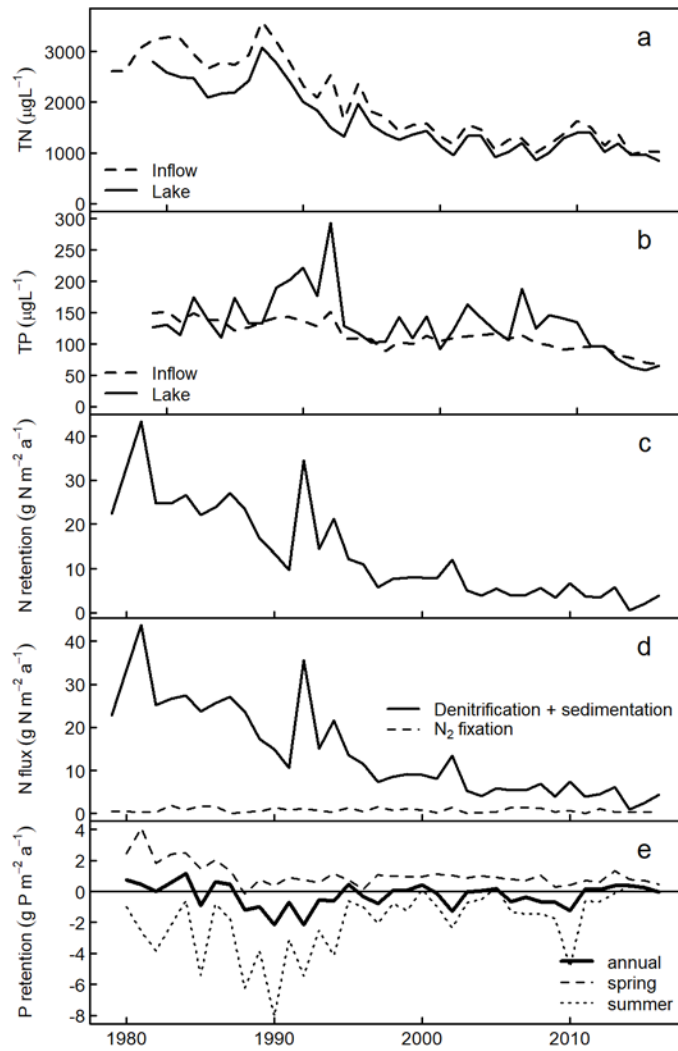 a
TN (µgL⁻¹)
3000
2000
1000
0
Inflow
Lake
b
TP (µgL⁻¹)
300
250
200
150
100
50
0
Inflow
Lake
c
N retention (g N m⁻² a⁻¹)
40
30
20
10
0
d
N flux (g N m⁻² a⁻¹)
40
30
20
10
0
Denitrification + sedimentation
N₂ fixation
e
P retention (g P m⁻² a⁻¹)
4
2
0
-2
-4
-6
-8
annual
spring
summer
1980 1990 2000 2010